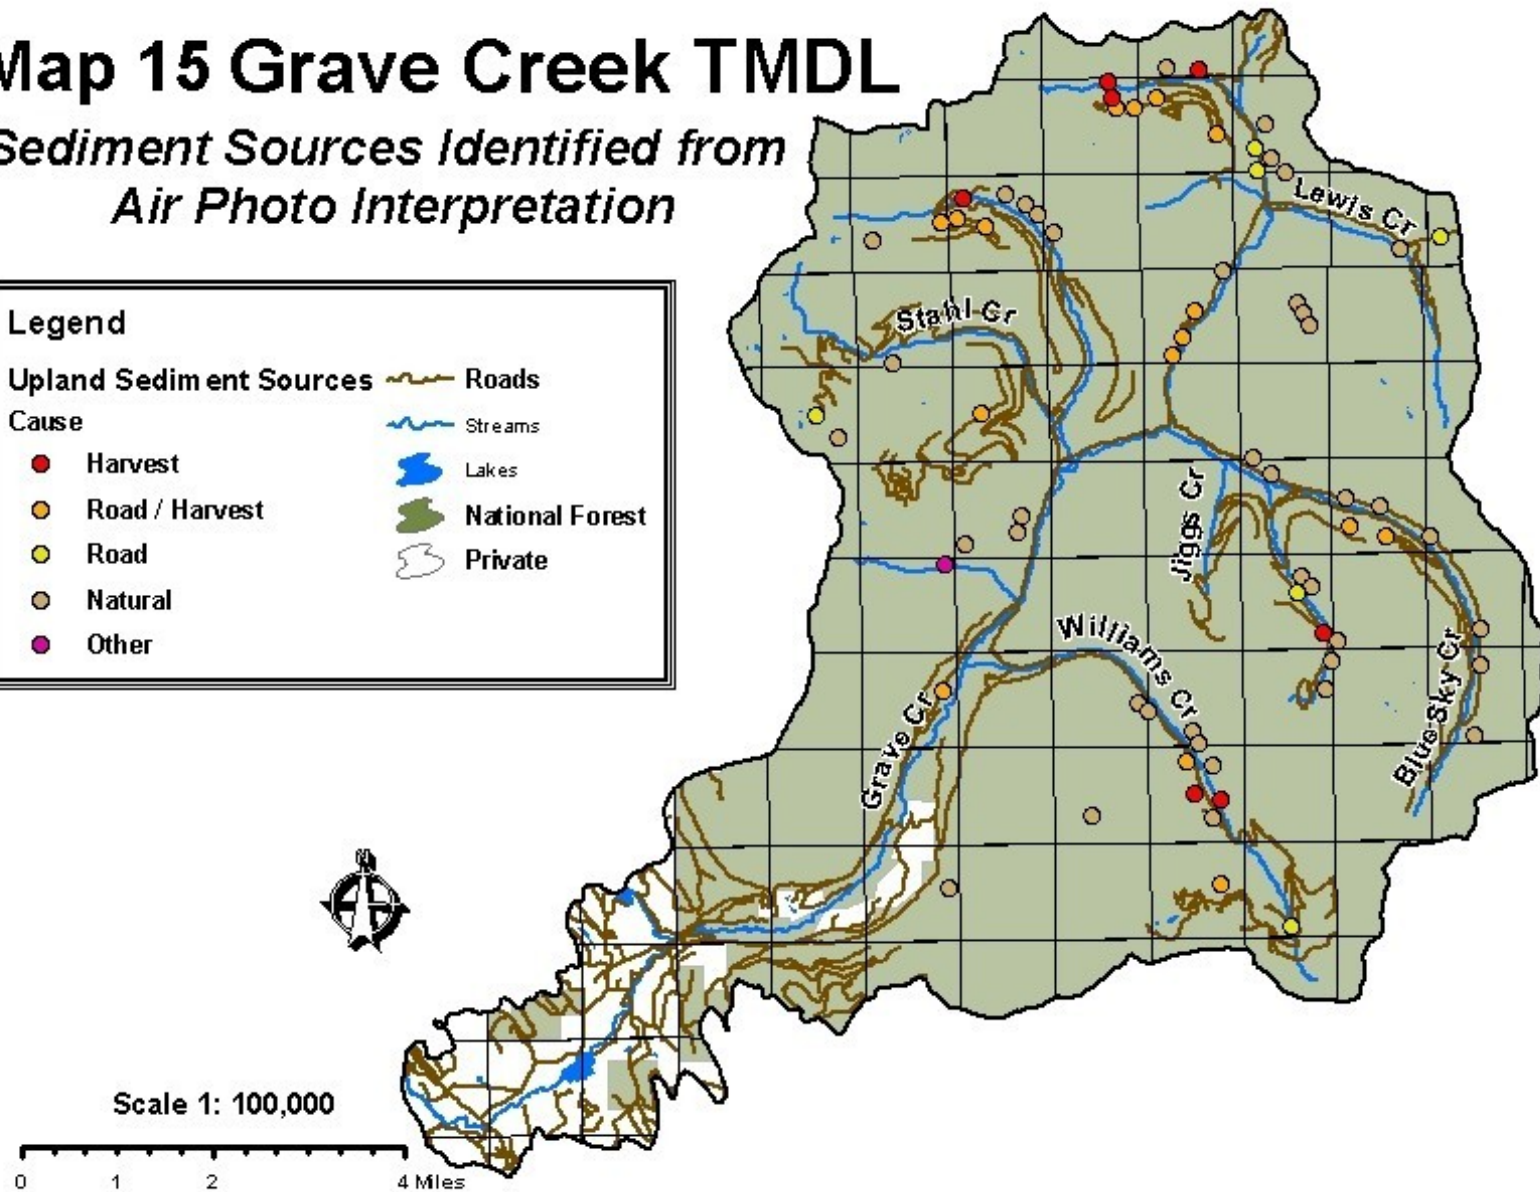 Map 15 Grave Creek TMDL
Sediment Sources Identified from
Air Photo Interpretation
Legend
Upland Sediment Sources
Cause
Harvest
Road / Harvest
Road
Natural
Other
Roads
Streams
Lakes
National Forest
Private
Lewis Cr
Stahl Cr
Jiggs Cr
Williams Cr
Blue Sky Cr
Grave Cr
N
Scale 1: 100,000
0 1 2 4 Miles